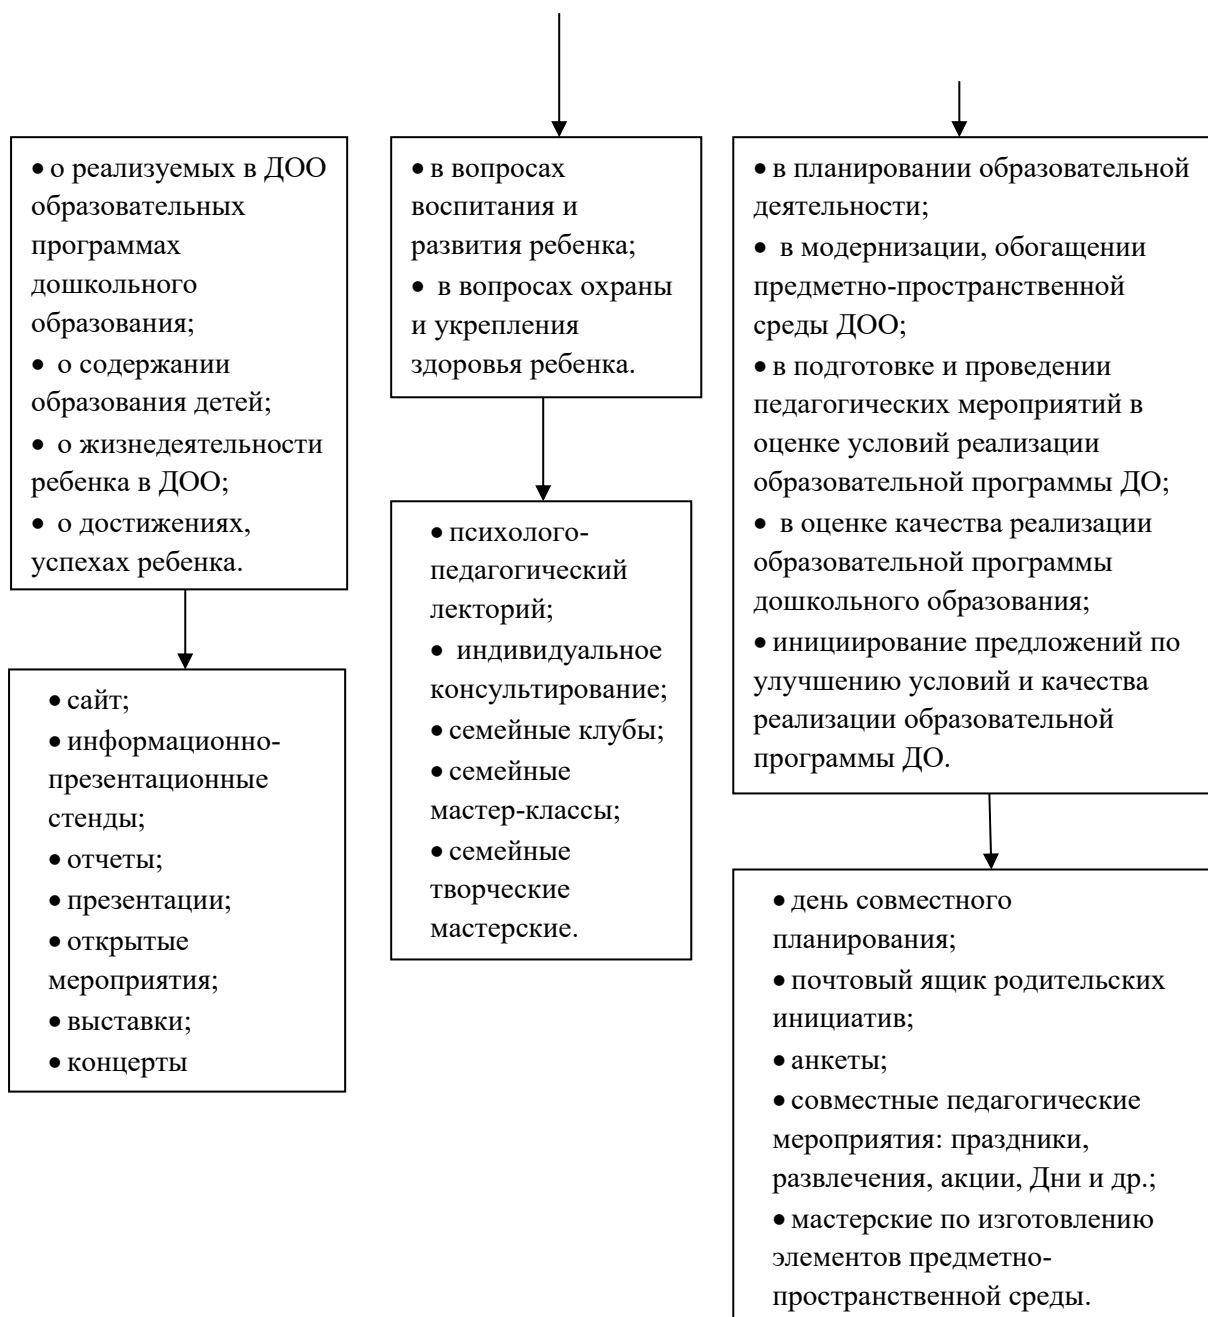 • о реализуемых в ДОО
образовательных
программах
дошкольного
образования;
• о содержании
образования детей;
• о жизнедеятельности
ребенка в ДОО;
• о достижениях,
успехах ребенка.
• сайт;
• информационно-
презентационные
стенды;
• отчеты;
• презентации;
• открытые
мероприятия;
• выставки;
• концерты
• в вопросах
воспитания и
развития ребенка;
• в вопросах охраны
и укрепления
здоровья ребенка.
• психолого-
педагогический
лекторий;
• индивидуальное
консультирование;
• семейные клубы;
• семейные
мастер-классы;
• семейные
творческие
мастерские.
• в планировании образовательной
деятельности;
• в модернизации, обогащении
предметно-пространственной
среды ДОО;
• в подготовке и проведении
педагогических мероприятий в
оценке условий реализации
образовательной программы ДО;
• в оценке качества реализации
образовательной программы
дошкольного образования;
• инициирование предложений по
улучшению условий и качества
реализации образовательной
программы ДО.
• день совместного
планирования;
• почтовый ящик родительских
инициатив;
• анкеты;
• совместные педагогические
мероприятия: праздники,
развлечения, акции, Дни и др.;
• мастерские по изготовлению
элементов предметно-
пространственной среды.